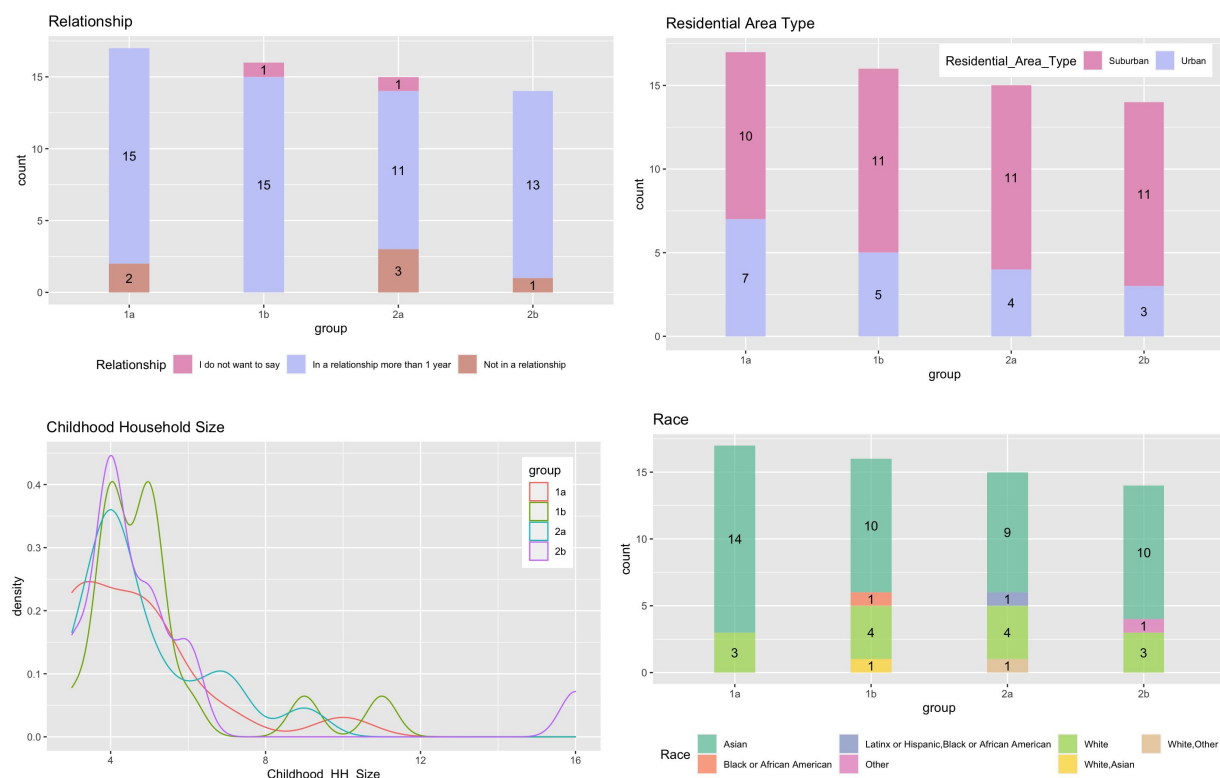 Relationship
count
15
10
5
0
15
2
1
15
1
11
3
13
1
1a 1b 2a 2b
group
Relationship I do not want to say In a relationship more than 1 year Not in a relationship
Residential Area Type
Residential_Area_Type Suburban Urban
count
15
10
5
0
10
7
11
5
11
4
11
3
1a 1b 2a 2b
group
Childhood Household Size
density
0.4
0.3
0.2
0.1
0.0
group
1a
1b
2a
2b
4 8 12 16
Childhood_HH_Size
Race
count
15
10
5
0
14
3
10
1
4
1
9
1
4
1
10
1
3
1a 1b 2a 2b
group
Race
Asian Latinx or Hispanic,Black or African American White White,Other
Black or African American Other White,Asian